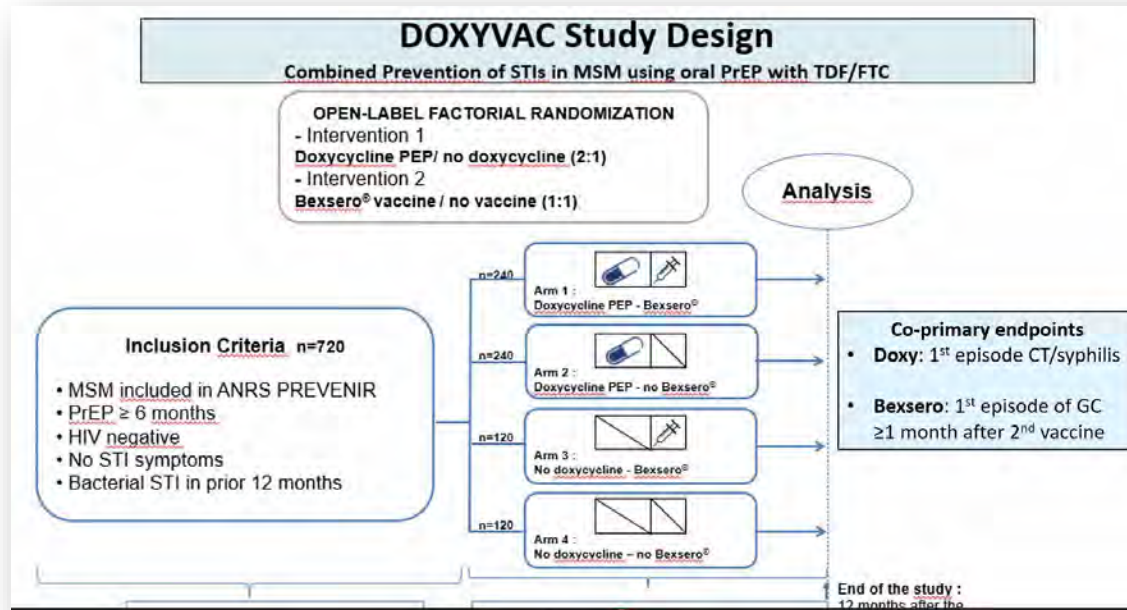 DOXYVAC Study Design
Combined Prevention of STIs in MSM using oral PrEP with TDF/FTC
OPEN-LABEL FACTORIAL RANDOMIZATION
- Intervention 1
Doxycycline PEP/ no doxycycline (2:1)
- Intervention 2
Bexsero® vaccine / no vaccine (1:1)
Analysis
Inclusion Criteria n=720
• MSM included in ANRS PREVENIR
• PrEP ≥ 6 months
• HIV negative
• No STI symptoms
• Bacterial STI in prior 12 months
n=240
Arm 1 :
Doxycycline PEP - Bexsero®
n=240
Arm 2 :
Doxycycline PEP - no Bexsero®
n=120
Arm 3 :
No doxycycline - Bexsero®
n=120
Arm 4 :
No doxycycline – no Bexsero®
Co-primary endpoints
• Doxy: 1st episode CT/syphilis
• Bexsero: 1st episode of GC
≥1 month after 2nd vaccine
End of the study :
12 months after the